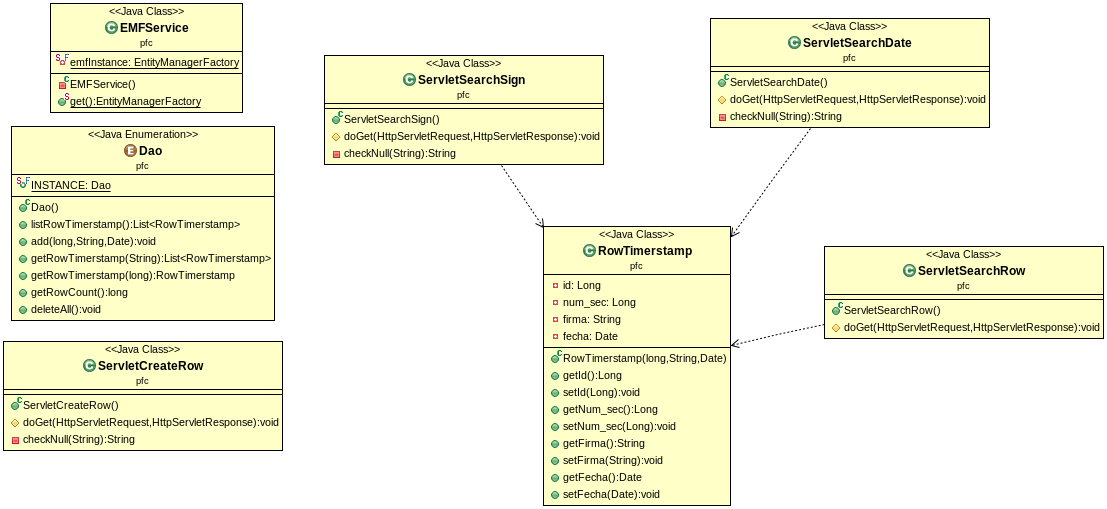 <<Java Class>>
EMFService
pfc
emfInstance: EntityManagerFactory
EMFService()
get():EntityManagerFactory
<<Java Enumeration>>
Dao
pfc
INSTANCE: Dao
Dao()
listRowTimerstamp():List<RowTimerstamp>
add(long,String,Date):void
getRowTimerstamp(String):List<RowTimerstamp>
getRowTimerstamp(long):RowTimerstamp
getRowCount():long
deleteAll():void
<<Java Class>>
ServletCreateRow
pfc
ServletCreateRow()
doGet(HttpServletRequest,HttpServletResponse):void
checkNull(String):String
<<Java Class>>
ServletSearchSign
pfc
ServletSearchSign()
doGet(HttpServletRequest,HttpServletResponse):void
checkNull(String):String
<<Java Class>>
ServletSearchDate
pfc
ServletSearchDate()
doGet(HttpServletRequest,HttpServletResponse):void
checkNull(String):String
<<Java Class>>
RowTimerstamp
pfc
id: Long
num_sec: Long
firma: String
fecha: Date
RowTimerstamp(long,String,Date)
getId():Long
setId(Long):void
getNum_sec():Long
setNum_sec(Long):void
getFirma():String
setFirma(String):void
getFecha():Date
setFecha(Date):void
<<Java Class>>
ServletSearchRow
pfc
ServletSearchRow()
doGet(HttpServletRequest,HttpServletResponse):void